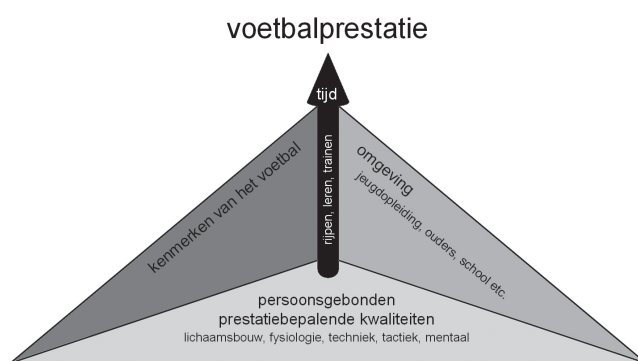 voetbalprestatie
tijd
rijpen, leren, trainen
kenmerken van het voetbal
omgeving
jeugdopleiding, ouders, school etc.
persoonsgebonden
prestatiebepalende kwaliteiten
lichaamsbouw, fysiologie, techniek, tactiek, mentaal